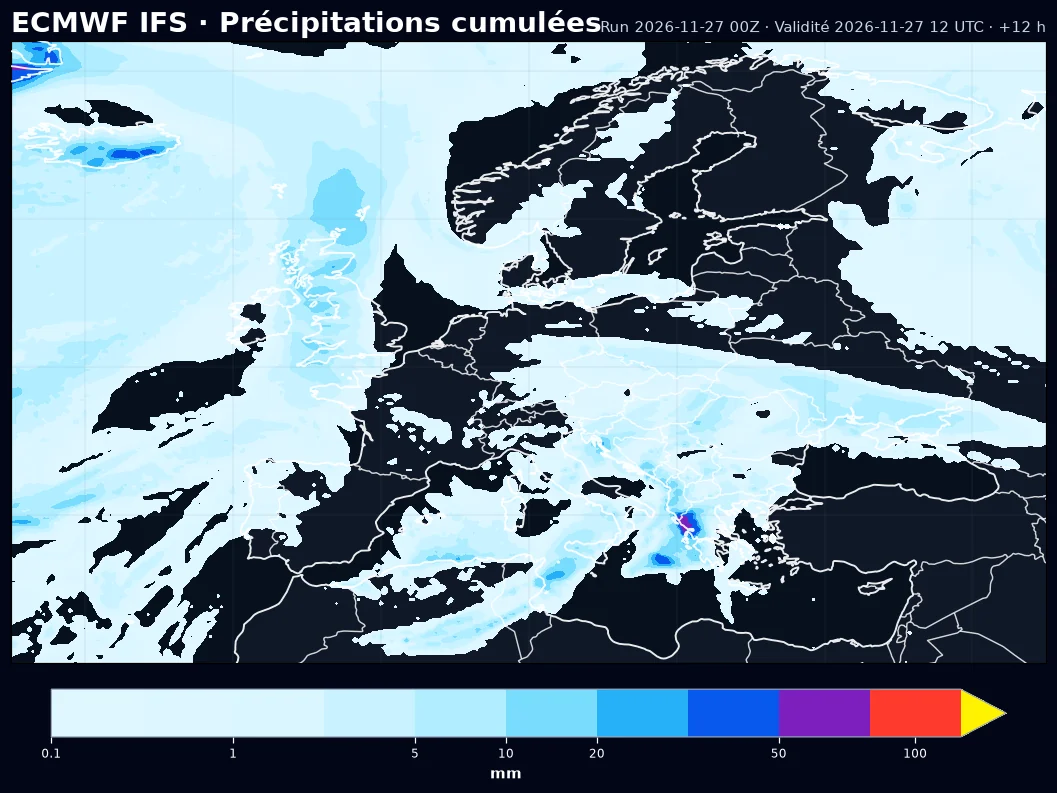 ECMWF IFS · Précipitations cumulées
Run 2026-11-27 00Z · Validité 2026-11-27 12 UTC · +12 h
0.1 1 5 10 20 50 100
mm